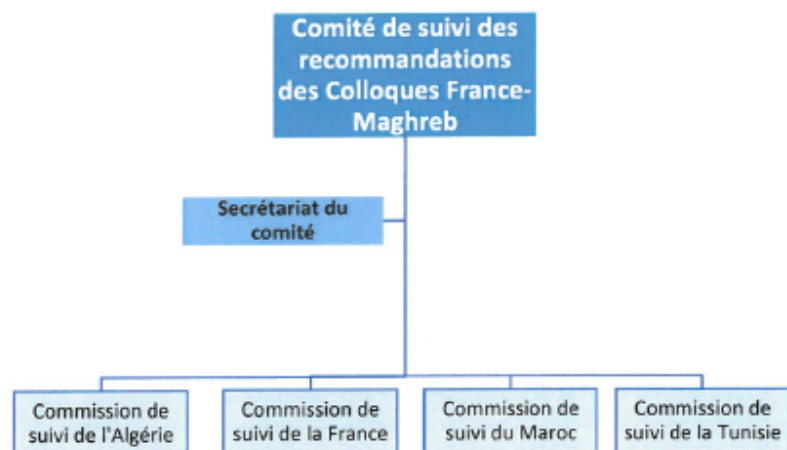 Comité de suivi des
recommandations
des Colloques France-
Maghreb
Secrétariat du
comité
Commission de
suivi de l'Algérie
Commission de
suivi de la France
Commission de
suivi du Maroc
Commission de
suivi de la Tunisie